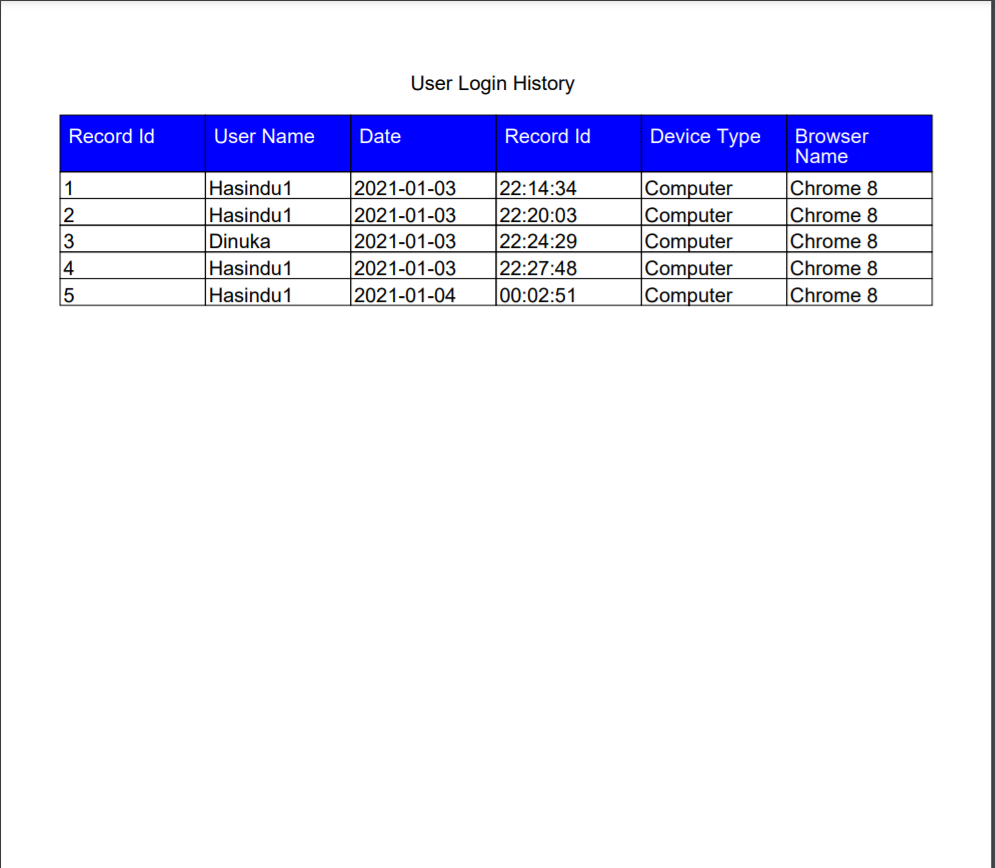 User Login History
Record Id User Name Date Record Id Device Type Browser Name
1 Hasindu1 2021-01-03 22:14:34 Computer Chrome 8
2 Hasindu1 2021-01-03 22:20:03 Computer Chrome 8
3 Dinuka 2021-01-03 22:24:29 Computer Chrome 8
4 Hasindu1 2021-01-03 22:27:48 Computer Chrome 8
5 Hasindu1 2021-01-04 00:02:51 Computer Chrome 8